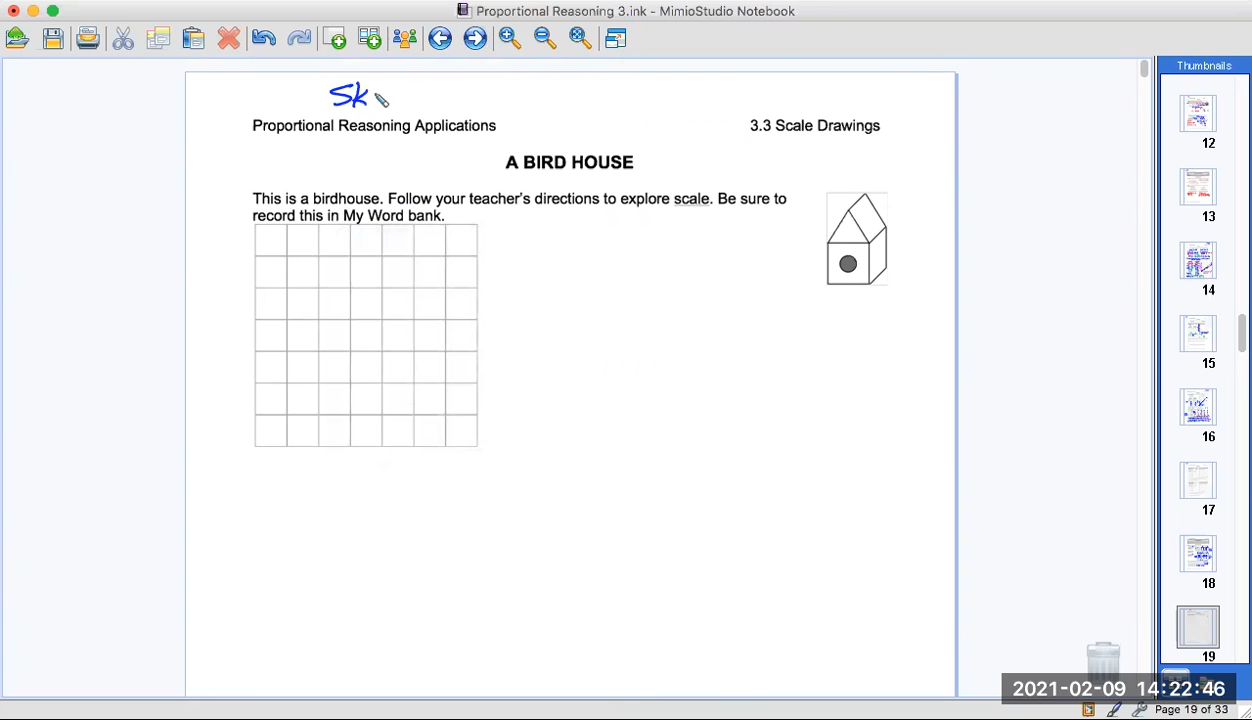 Proportional Reasoning 3.ink - MimioStudio Notebook
Thumbnails
Sk
Proportional Reasoning Applications
3.3 Scale Drawings
A BIRD HOUSE
This is a birdhouse. Follow your teacher's directions to explore scale. Be sure to
record this in My Word bank.
12
13
14
15
16
17
18
19
2021-02-09 14:22:46
Page 19 of 33